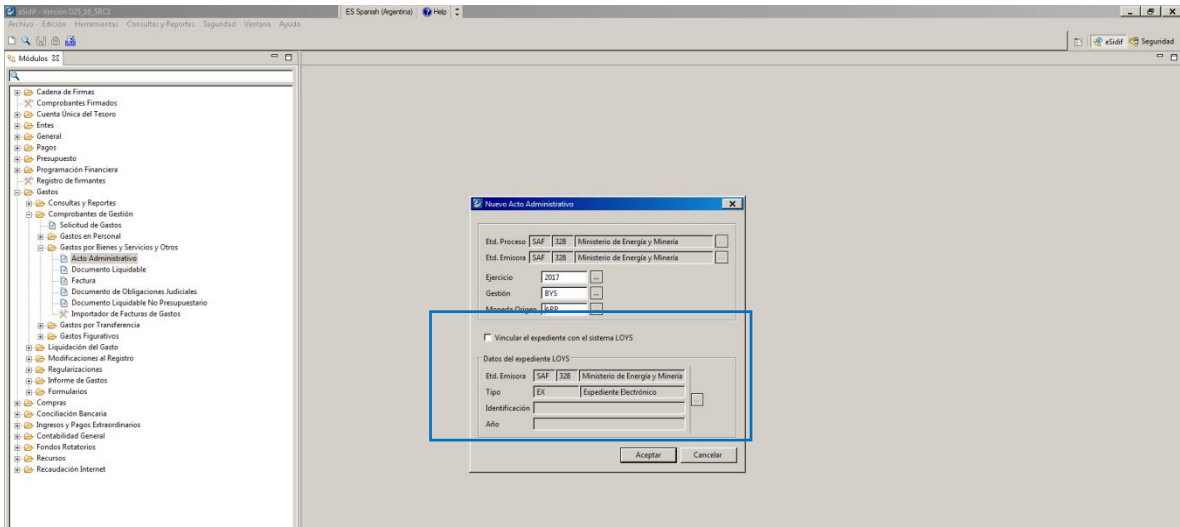 eSidif - Versión D25_16_SRC3
ES Spanish (Argentina) Help
Archivo Edición Herramientas Consultas y Reportes Seguridad Ventana Ayuda
eSidif Seguridad
Módulos
Cadena de Firmas
Comprobantes Firmados
Cuenta Única del Tesoro
Entes
General
Pagos
Presupuesto
Programación Financiera
Registro de firmantes
Gastos
Consultas y Reportes
Comprobantes de Gestión
Solicitud de Gastos
Gastos en Personal
Gastos por Bienes y Servicios y Otros
Acto Administrativo
Documento Liquidable
Factura
Documento de Obligaciones Judiciales
Documento Liquidable No Presupuestario
Importador de Facturas de Gastos
Gastos por Transferencia
Gastos Figurativos
Liquidación del Gasto
Modificaciones al Registro
Regularizaciones
Informe de Gastos
Formularios
Compras
Conciliación Bancaria
Ingresos y Pagos Extraordinarios
Contabilidad General
Fondos Rotatorios
Recursos
Recaudación Internet
Nuevo Acto Administrativo
Etd. Proceso SAF 328 Ministerio de Energía y Minería ...
Etd. Emisora SAF 328 Ministerio de Energía y Minería ...
Ejercicio 2017 ...
Gestión BYS ...
Moneda Origen ARP ...
Vincular el expediente con el sistema LOYS
Datos del expediente LOYS
Etd. Emisora SAF 328 Ministerio de Energía y Minería
Tipo EX Expediente Electrónico ...
Identificación
Año
Aceptar Cancelar